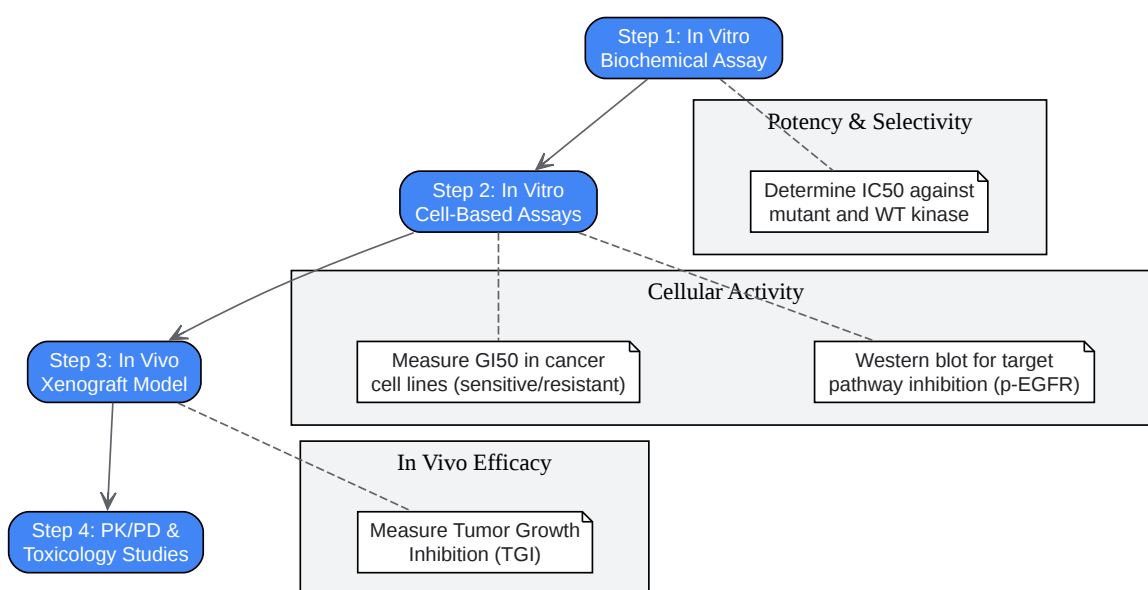 Step 1: In Vitro
Biochemical Assay
Potency & Selectivity
Determine IC50 against
mutant and WT kinase
Step 2: In Vitro
Cell-Based Assays
Cellular Activity
Measure GI50 in cancer
cell lines (sensitive/resistant)
Western blot for target
pathway inhibition (p-EGFR)
Step 3: In Vivo
Xenograft Model
In Vivo Efficacy
Measure Tumor Growth
Inhibition (TGI)
Step 4: PK/PD &
Toxicology Studies